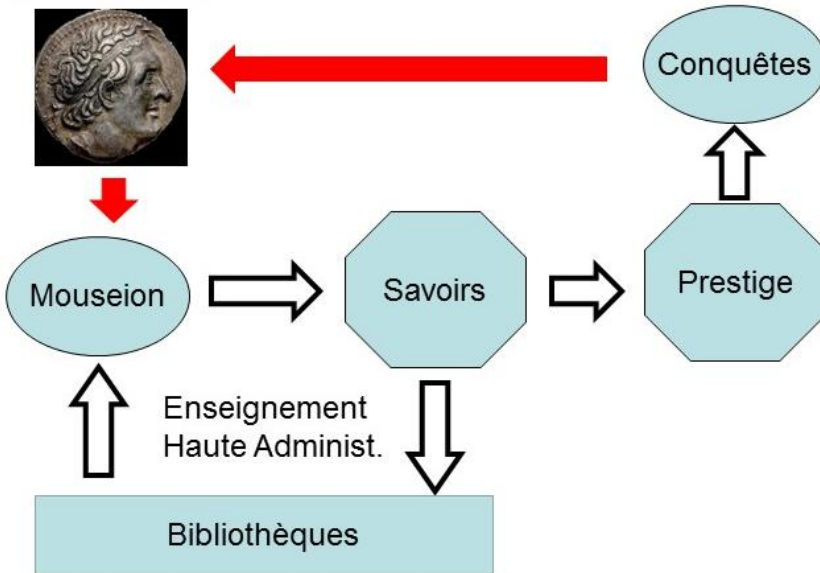 Conquêtes
Mouseion
Savoirs
Prestige
Enseignement
Haute Administ.
Bibliothèques